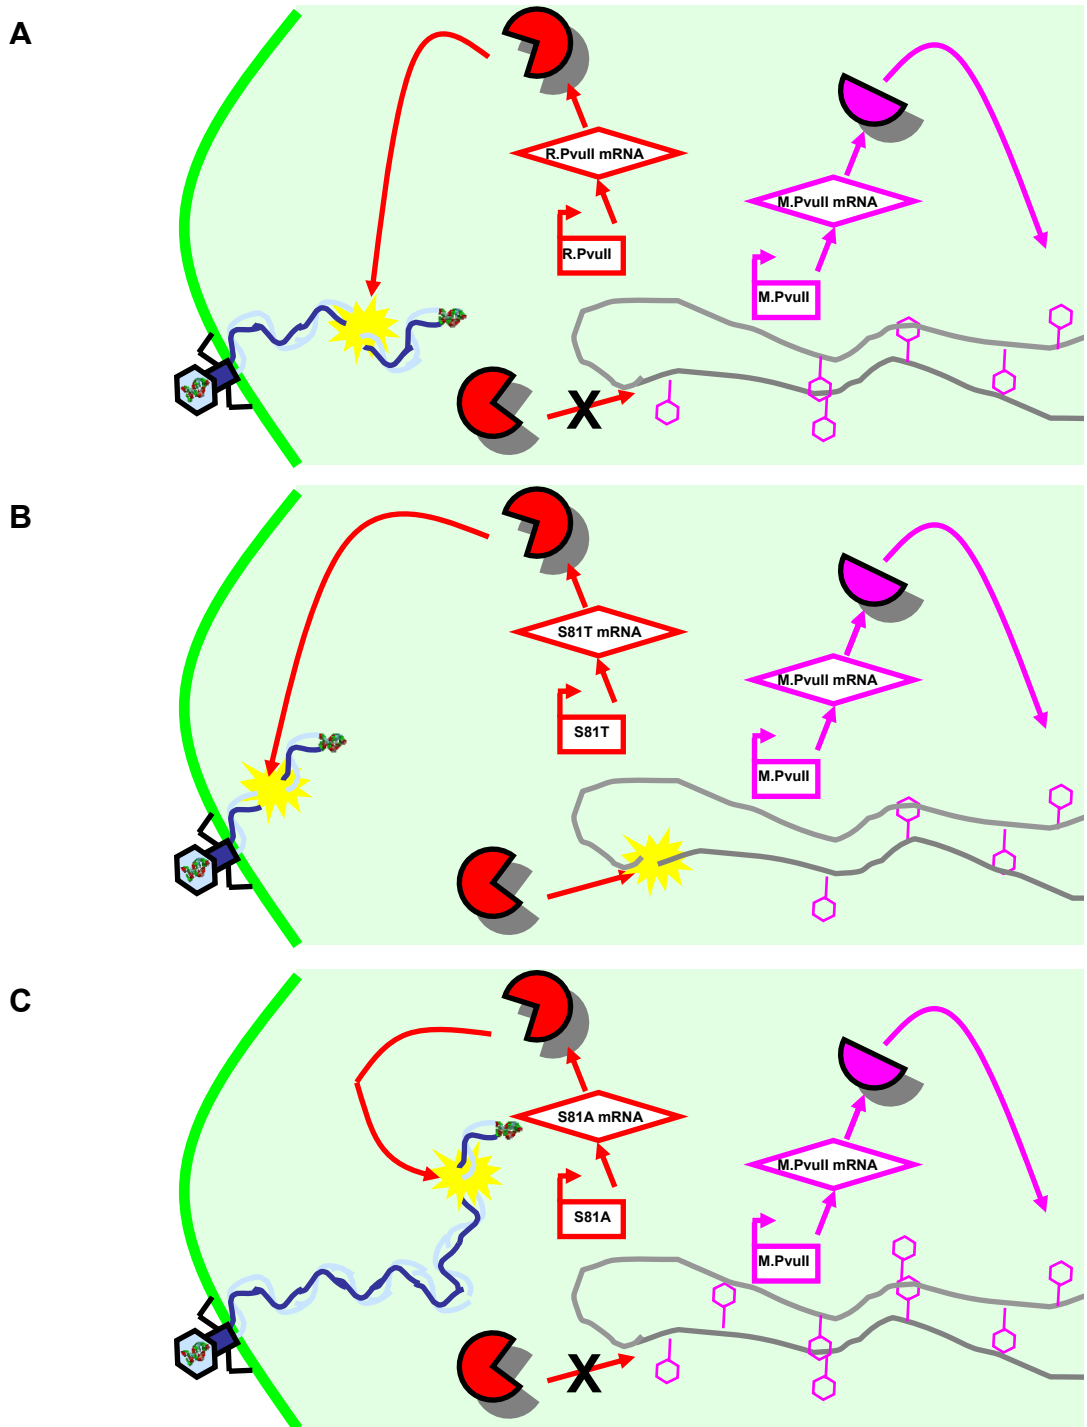 A
R.PvuII mRNA
M.PvuII mRNA
R.PvuII
M.PvuII
X
B
S81T mRNA
M.PvuII mRNA
S81T
M.PvuII
C
S81A mRNA
M.PvuII mRNA
S81A
M.PvuII
X